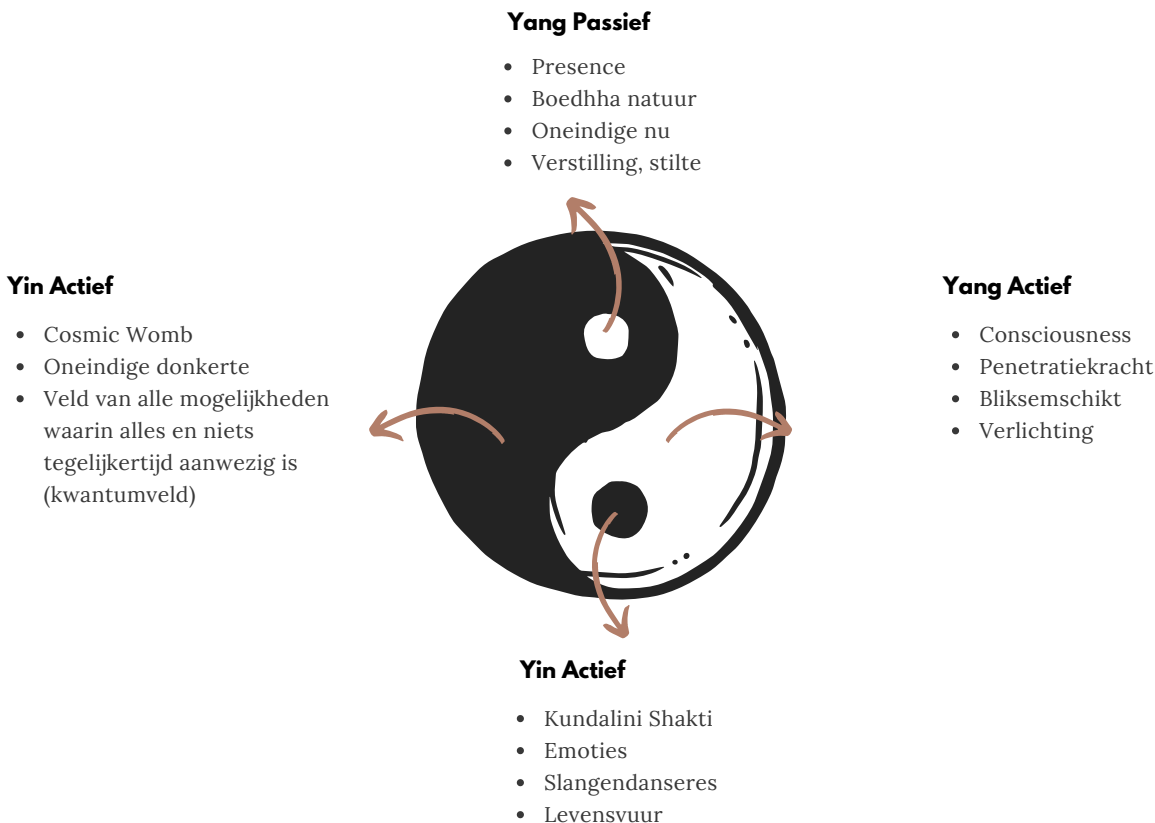 Yang Passief
• Presence
• Boedhha natuur
• Oneindige nu
• Verstilling, stilte
Yin Actief
• Cosmic Womb
• Oneindige donkerte
• Veld van alle mogelijkheden
waarin alles en niets
tegelijkertijd aanwezig is
(kwantumveld)
Yang Actief
• Consciousness
• Penetratiekracht
• Bliksemschikt
• Verlichting
Yin Actief
• Kundalini Shakti
• Emoties
• Slangendanseres
• Levensvuur